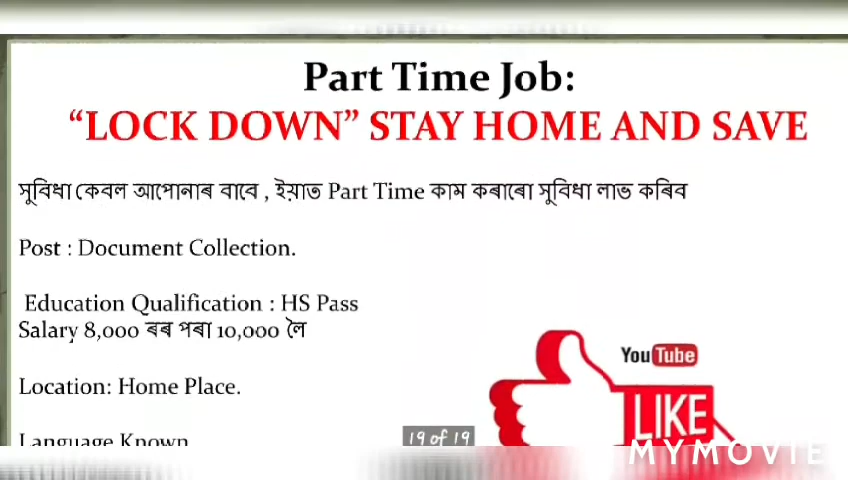 Part Time Job:
“LOCK DOWN” STAY HOME AND SAVE
সুবিধা কেবল আপোনাৰ বাবে , ইয়াত Part Time কাম কৰাৰো সুবিধা লাভ কৰিব
Post : Document Collection.
Education Qualification : HS Pass
Salary 8,000 ৰৰ পৰা 10,000 লৈ
Location: Home Place.
Language Known
YouTube
LIKE
19 of 19
MYMOVIE